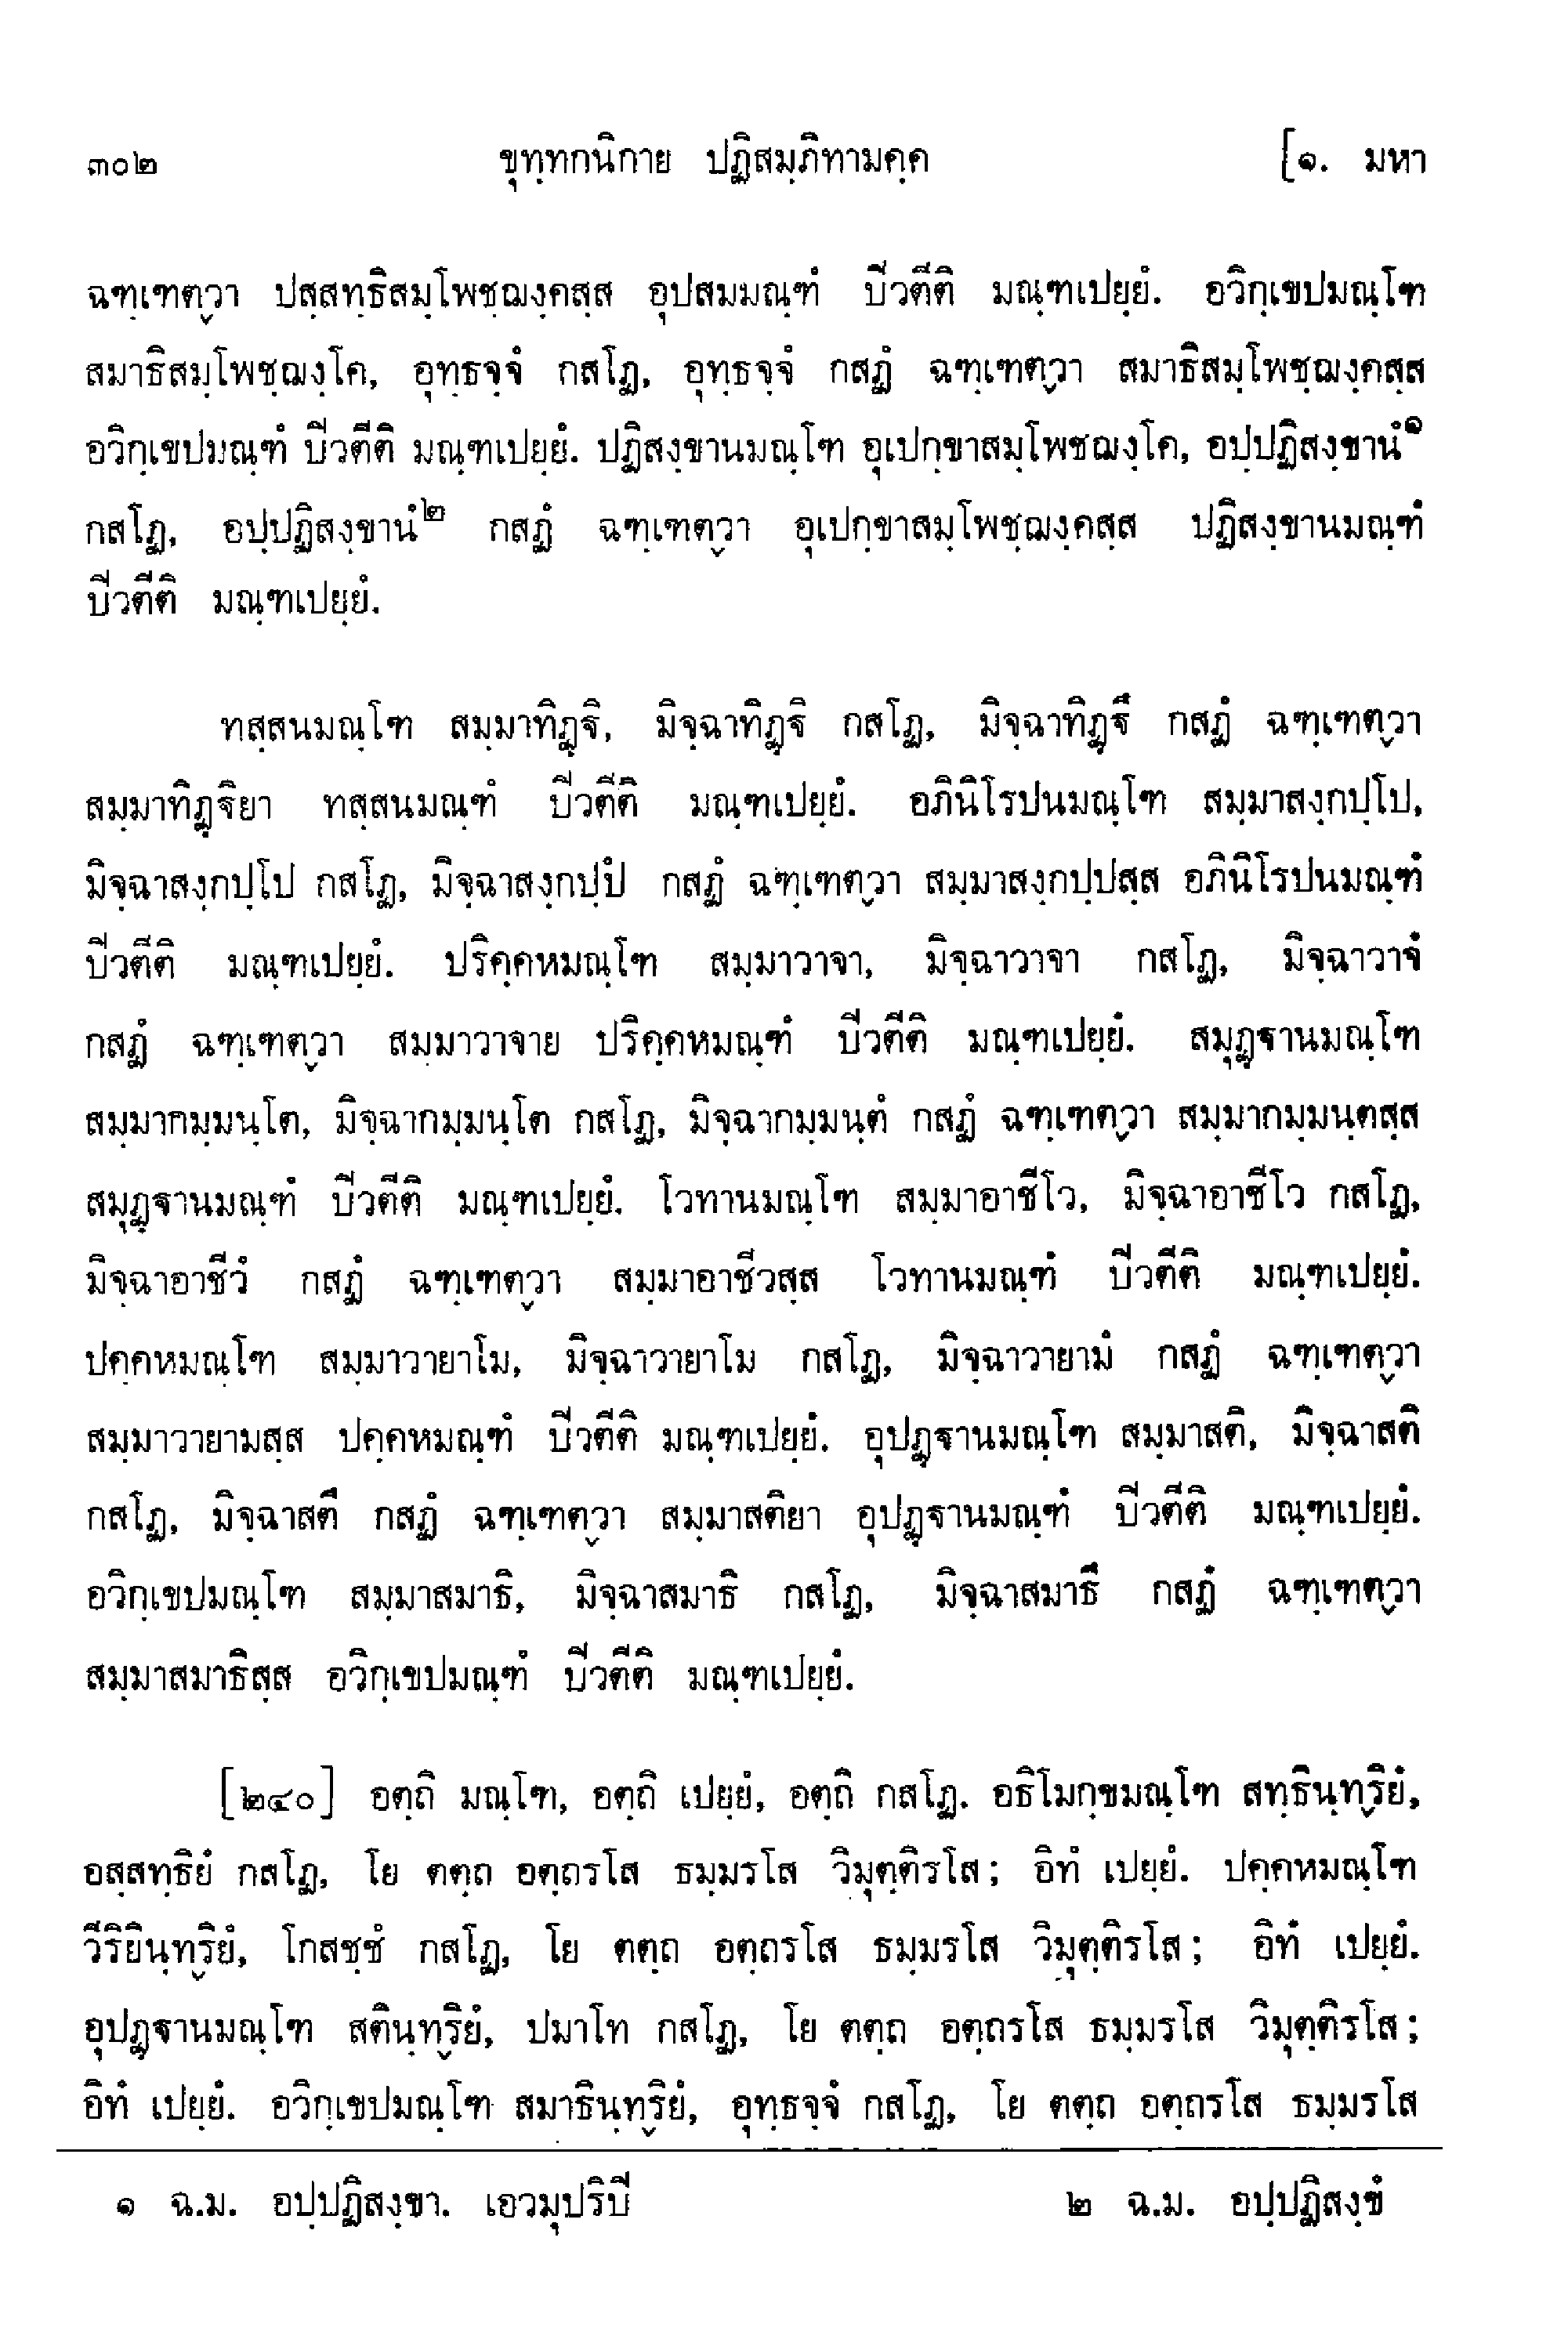 ๓๐๒ ขุทฺทกนิกาย ปฏิสมฺภิทามคฺค [๑. มหา
ฉฑฺเฑตฺวา ปสฺสทฺธิสมฺโพชฺฌงฺคสฺส อุปสมมณฺฑํ ปีวตีติ มณฺฑเปยฺยํ. อวิกฺเขปมณฺโฑ
สมาธิสมฺโพชฺฌงฺโค, อุทฺธจฺจํ กสโฏ, อุทฺธจฺจํ กสฏํ ฉฑฺเฑตฺวา สมาธิสมฺโพชฺฌงฺคสฺส
อวิกฺเขปมณฺฑํ ปีวตีติ มณฺฑเปยฺยํ. ปฏิสงฺขานมณฺโฑ อุเปกฺขาสมฺโพชฌงฺโค, อปฺปฏิสงฺขานํ๑
กสโฏ, อปฺปฏิสงฺขานํ๒ กสฏํ ฉฑฺเฑตฺวา อุเปกฺขาสมฺโพชฺฌงฺคสฺส ปฏิสงฺขานมณฺฑํ
ปีวตีติ มณฺฑเปยฺยํ.
ทสฺสนมณฺโฑ สมฺมาทิฏฺฐิ, มิจฺฉาทิฏฺฐิ กสโฏ, มิจฺฉาทิฏฺฐึ กสฏํ ฉฑฺเฑตฺวา
สมฺมาทิฏฺฐิยา ทสฺสนมณฺฑํ ปีวตีติ มณฺฑเปยฺยํ. อภินิโรปนมณฺโฑ สมฺมาสงฺกปฺโป,
มิจฺฉาสงฺกปฺโป กสโฏ, มิจฺฉาสงฺกปฺปํ กสฏํ ฉฑฺเฑตฺวา สมฺมาสงฺกปฺปสฺส อภินิโรปนมณฺฑํ
ปีวตีติ มณฺฑเปยฺยํ. ปริคฺคหมณฺโฑ สมฺมาวาจา, มิจฺฉาวาจา กสโฏ, มิจฺฉาวาจํ
กสฏํ ฉฑฺเฑตฺวา สมฺมาวาจาย ปริคฺคหมณฺฑํ ปีวตีติ มณฺฑเปยฺยํ. สมุฏฺฐานมณฺโฑ
สมฺมากมฺมนฺโต, มิจฺฉากมฺมนฺโต กสโฏ, มิจฺฉากมฺมนฺตํ กสฏํ ฉฑฺเฑตฺวา สมฺมากมฺมนฺตสฺส
สมุฏฺฐานมณฺฑํ ปีวตีติ มณฺฑเปยฺยํ. โวทานมณฺโฑ สมฺมาอาชีโว, มิจฺฉาอาชีโว กสโฏ,
มิจฺฉาอาชีวํ กสฏํ ฉฑฺเฑตฺวา สมฺมาอาชีวสฺส โวทานมณฺฑํ ปีวตีติ มณฺฑเปยฺยํ.
ปคฺคหมณฺโฑ สมฺมาวายาโม, มิจฺฉาวายาโม กสโฏ, มิจฺฉาวายามํ กสฏํ ฉฑฺเฑตฺวา
สมฺมาวายามสฺส ปคฺคหมณฺฑํ ปีวตีติ มณฺฑเปยฺยํ. อุปฏฺฐานมณฺโฑ สมฺมาสติ, มิจฺฉาสติ
กสโฏ, มิจฺฉาสตึ กสฏํ ฉฑฺเฑตฺวา สมฺมาสติยา อุปฏฺฐานมณฺฑํ ปีวตีติ มณฺฑเปยฺยํ.
อวิกฺเขปมณฺโฑ สมฺมาสมาธิ, มิจฺฉาสมาธิ กสโฏ, มิจฺฉาสมาธึ กสฏํ ฉฑฺเฑตฺวา
สมฺมาสมาธิสฺส อวิกฺเขปมณฺฑํ ปีวตีติ มณฺฑเปยฺยํ.
[๒๔๐] อตฺถิ มณฺโฑ, อตฺถิ เปยฺยํ, อตฺถิ กสโฏ. อธิโมกฺขมณฺโฑ สทฺธินฺทฺริยํ,
อสฺสทฺธิยํ กสโฏ, โย ตตฺถ อตฺถรโส ธมฺมรโส วิมุตฺติรโส; อิทํ เปยฺยํ. ปคฺคหมณฺโฑ
วีริยินฺทฺริยํ, โกสชฺชํ กสโฏ, โย ตตฺถ อตฺถรโส ธมฺมรโส วิมุตฺติรโส; อิทํ เปยฺยํ.
อุปฏฺฐานมณฺโฑ สตินฺทฺริยํ, ปมาโท กสโฏ, โย ตตฺถ อตฺถรโส ธมฺมรโส วิมุตฺติรโส;
อิทํ เปยฺยํ. อวิกฺเขปมณฺโฑ สมาธินฺทฺริยํ, อุทฺธจฺจํ กสโฏ, โย ตตฺถ อตฺถรโส ธมฺมรโส
๑ ฉ.ม. อปฺปฏิสงฺขา. เอวมุปริปี ๒ ฉ.ม. อปฺปฏิสงฺขํ